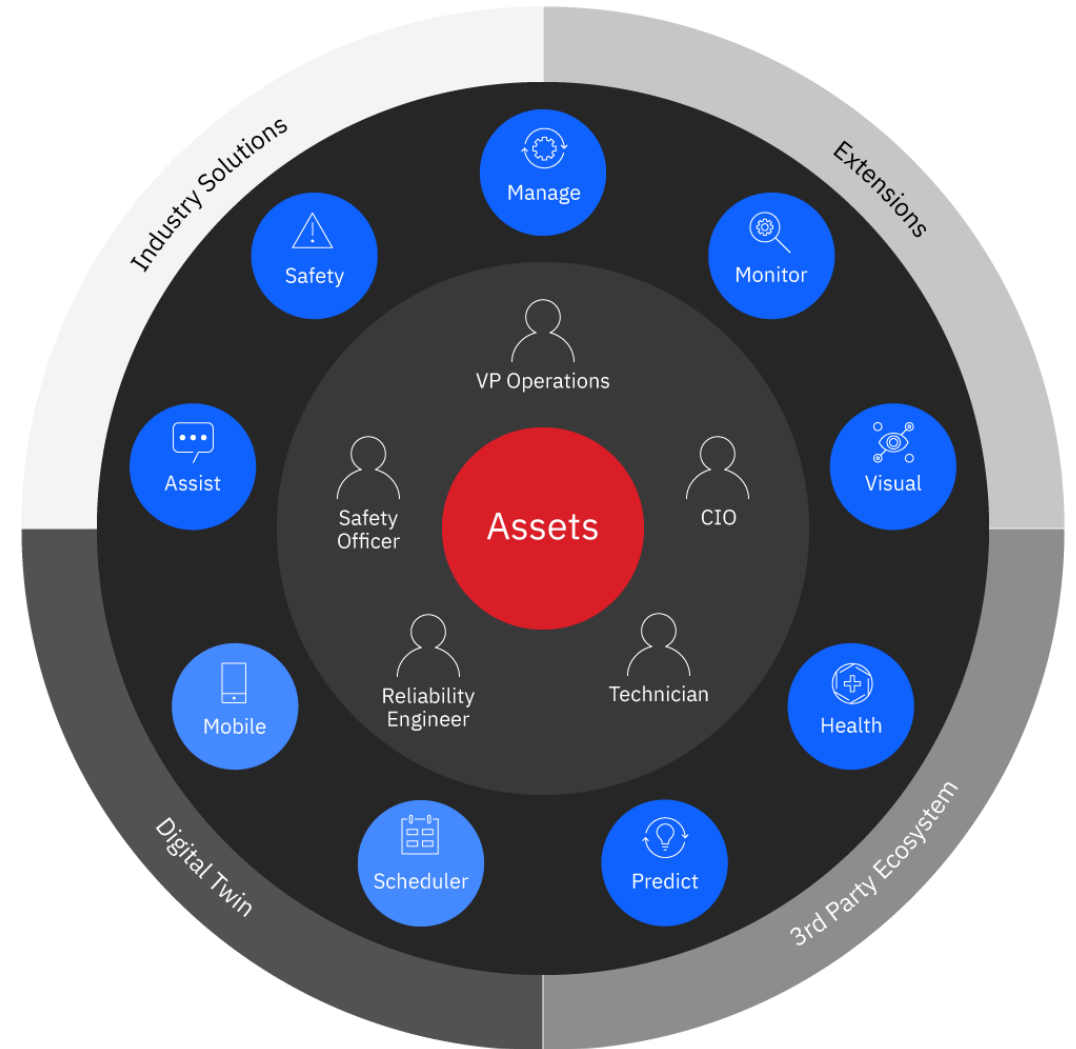 Industry Solutions
Extensions
Manage
Safety
Monitor
VP Operations
Assist
Visual
Safety
Officer
Assets
CIO
Reliability
Engineer
Technician
Mobile
Health
Scheduler
Predict
Digital Twin
3rd Party Ecosystem